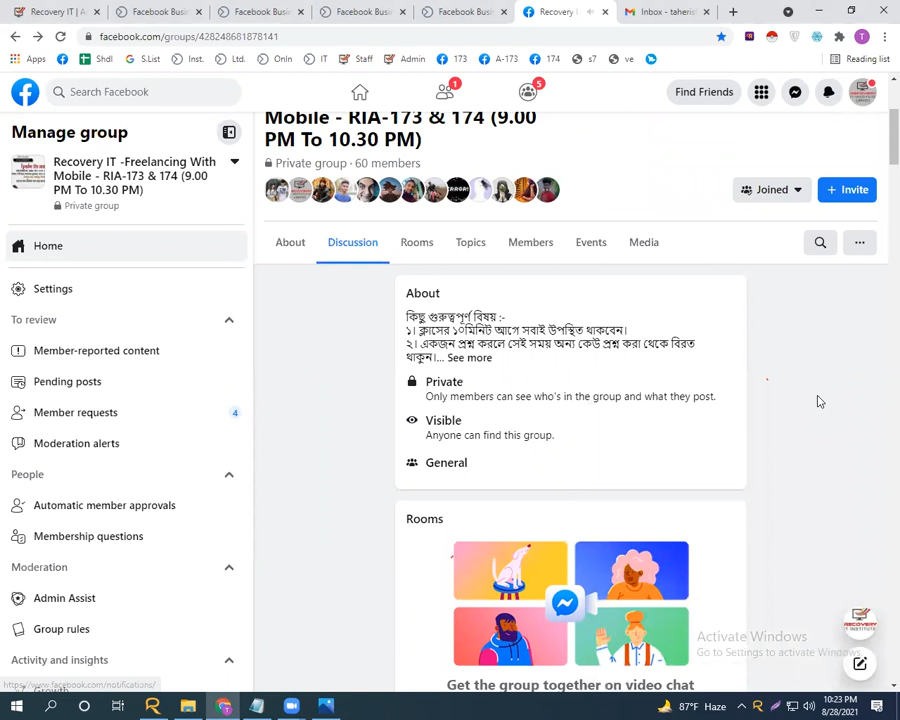 Recovery IT | A
Facebook Busi
Facebook Busi
Facebook Busi
Facebook Busi
Recovery I
Inbox - taherist
facebook.com/groups/428248681878141
Apps
Shdl
S.List
Inst.
Ltd.
OnIn
IT
Staff
Admin
173
A-173
174
s7
ve
Reading list
Search Facebook
1
5
Find Friends
Manage group
Recovery IT -Freelancing With
Mobile - RIA-173 & 174 (9.00
PM To 10.30 PM)
Private group
Home
Settings
To review
Member-reported content
Pending posts
Member requests 4
Moderation alerts
People
Automatic member approvals
Membership questions
Moderation
Admin Assist
Group rules
Activity and insights
Growth
https://www.facebook.com/notifications/
Mobile - RIA-173 & 174 (9.00
PM To 10.30 PM)
Private group · 60 members
ERROR
Joined
+ Invite
About Discussion Rooms Topics Members Events Media
About
কিছু গুরুত্বপূর্ণ বিষয় :-
১। ক্লাসের ১০মিনিট আগে সবাই উপস্থিত থাকবেন।
২। একজন প্রশ্ন করলে সেই সময় অন্য কেউ প্রশ্ন করা থেকে বিরত
থাকুন।... See more
Private
Only members can see who's in the group and what they post.
Visible
Anyone can find this group.
General
Rooms
Get the group together on video chat
Activate Windows
Go to Settings to activate Windows.
RECOVERY
87°F Haze
10:23 PM
8/28/2021